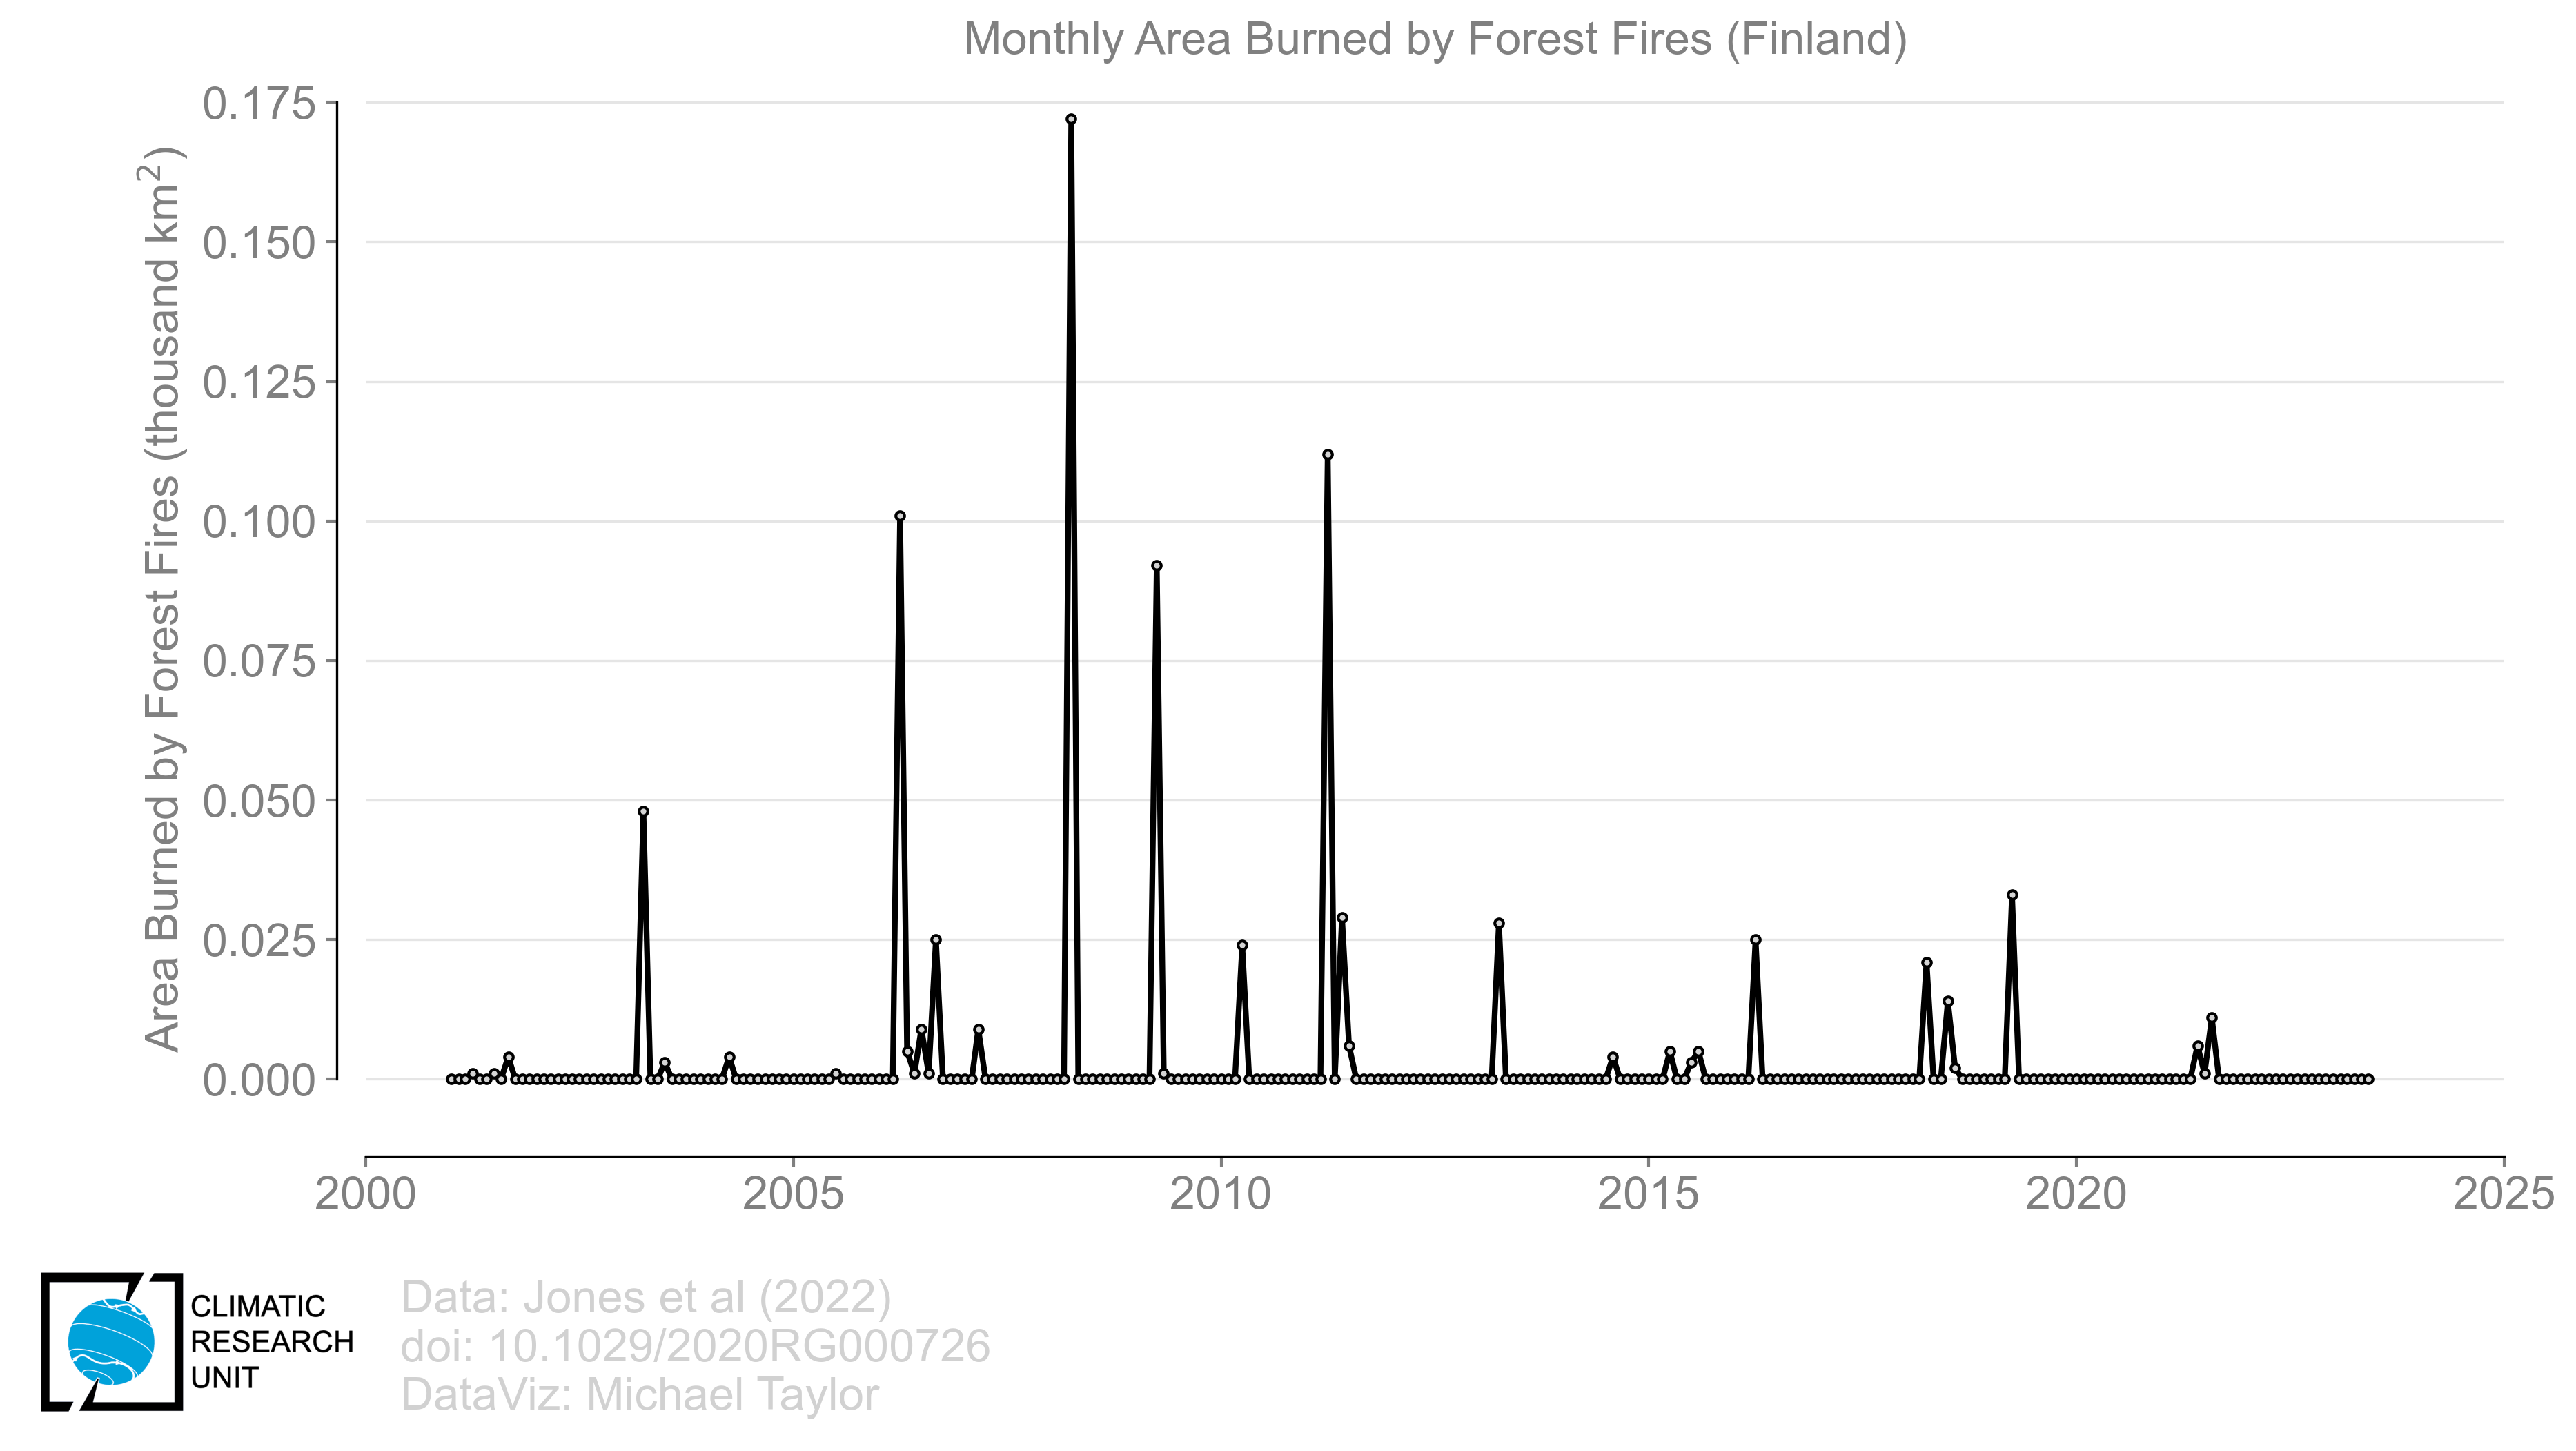 Monthly Area Burned by Forest Fires (Finland)
Area Burned by Forest Fires (thousand km²)
0.175
0.150
0.125
0.100
0.075
0.050
0.025
0.000
2000 2005 2010 2015 2020 2025
CLIMATIC
RESEARCH
UNIT
Data: Jones et al (2022)
doi: 10.1029/2020RG000726
DataViz: Michael Taylor